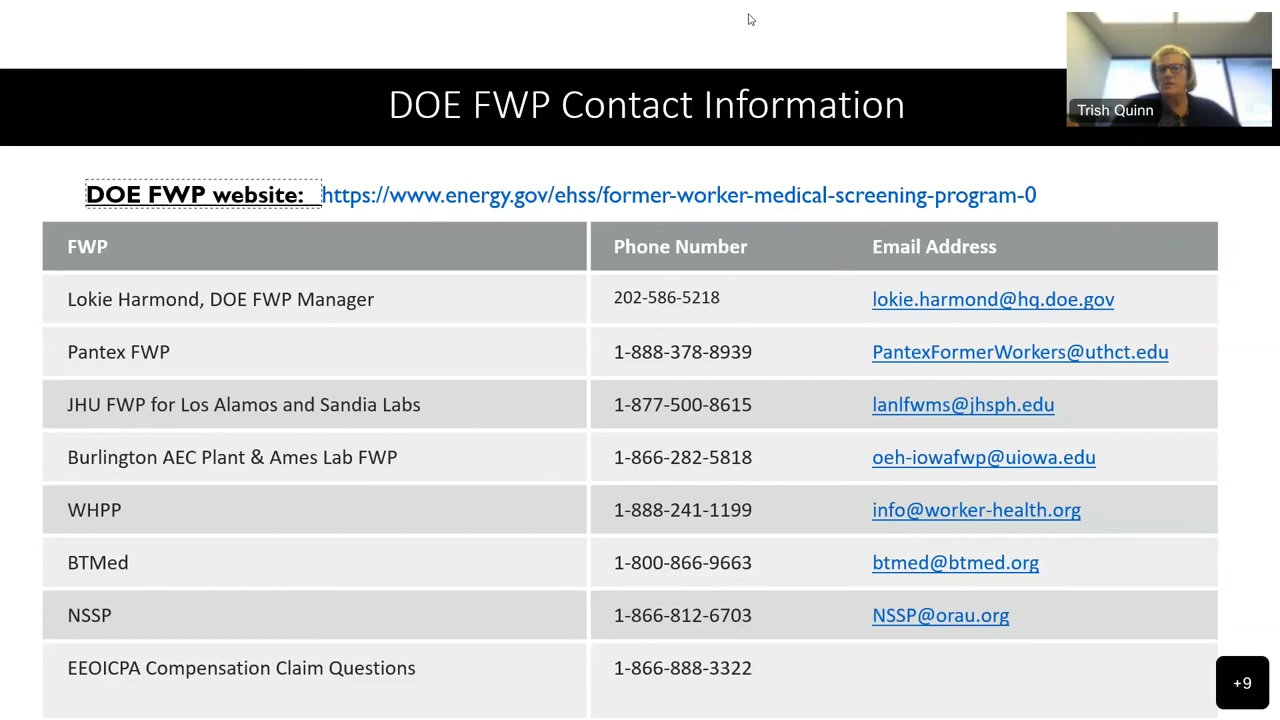 DOE FWP Contact Information
Trish Quinn
DOE FWP website: https://www.energy.gov/ehss/former-worker-medical-screening-program-0
FWP Phone Number Email Address
Lokie Harmond, DOE FWP Manager 202-586-5218 lokie.harmond@hq.doe.gov
Pantex FWP 1-888-378-8939 PantexFormerWorkers@uthct.edu
JHU FWP for Los Alamos and Sandia Labs 1-877-500-8615 lanlfwms@jhsph.edu
Burlington AEC Plant & Ames Lab FWP 1-866-282-5818 oeh-iowafwp@uiowa.edu
WHPP 1-888-241-1199 info@worker-health.org
BTMed 1-800-866-9663 btmed@btmed.org
NSSP 1-866-812-6703 NSSP@orau.org
EEOICPA Compensation Claim Questions 1-866-888-3322
+9